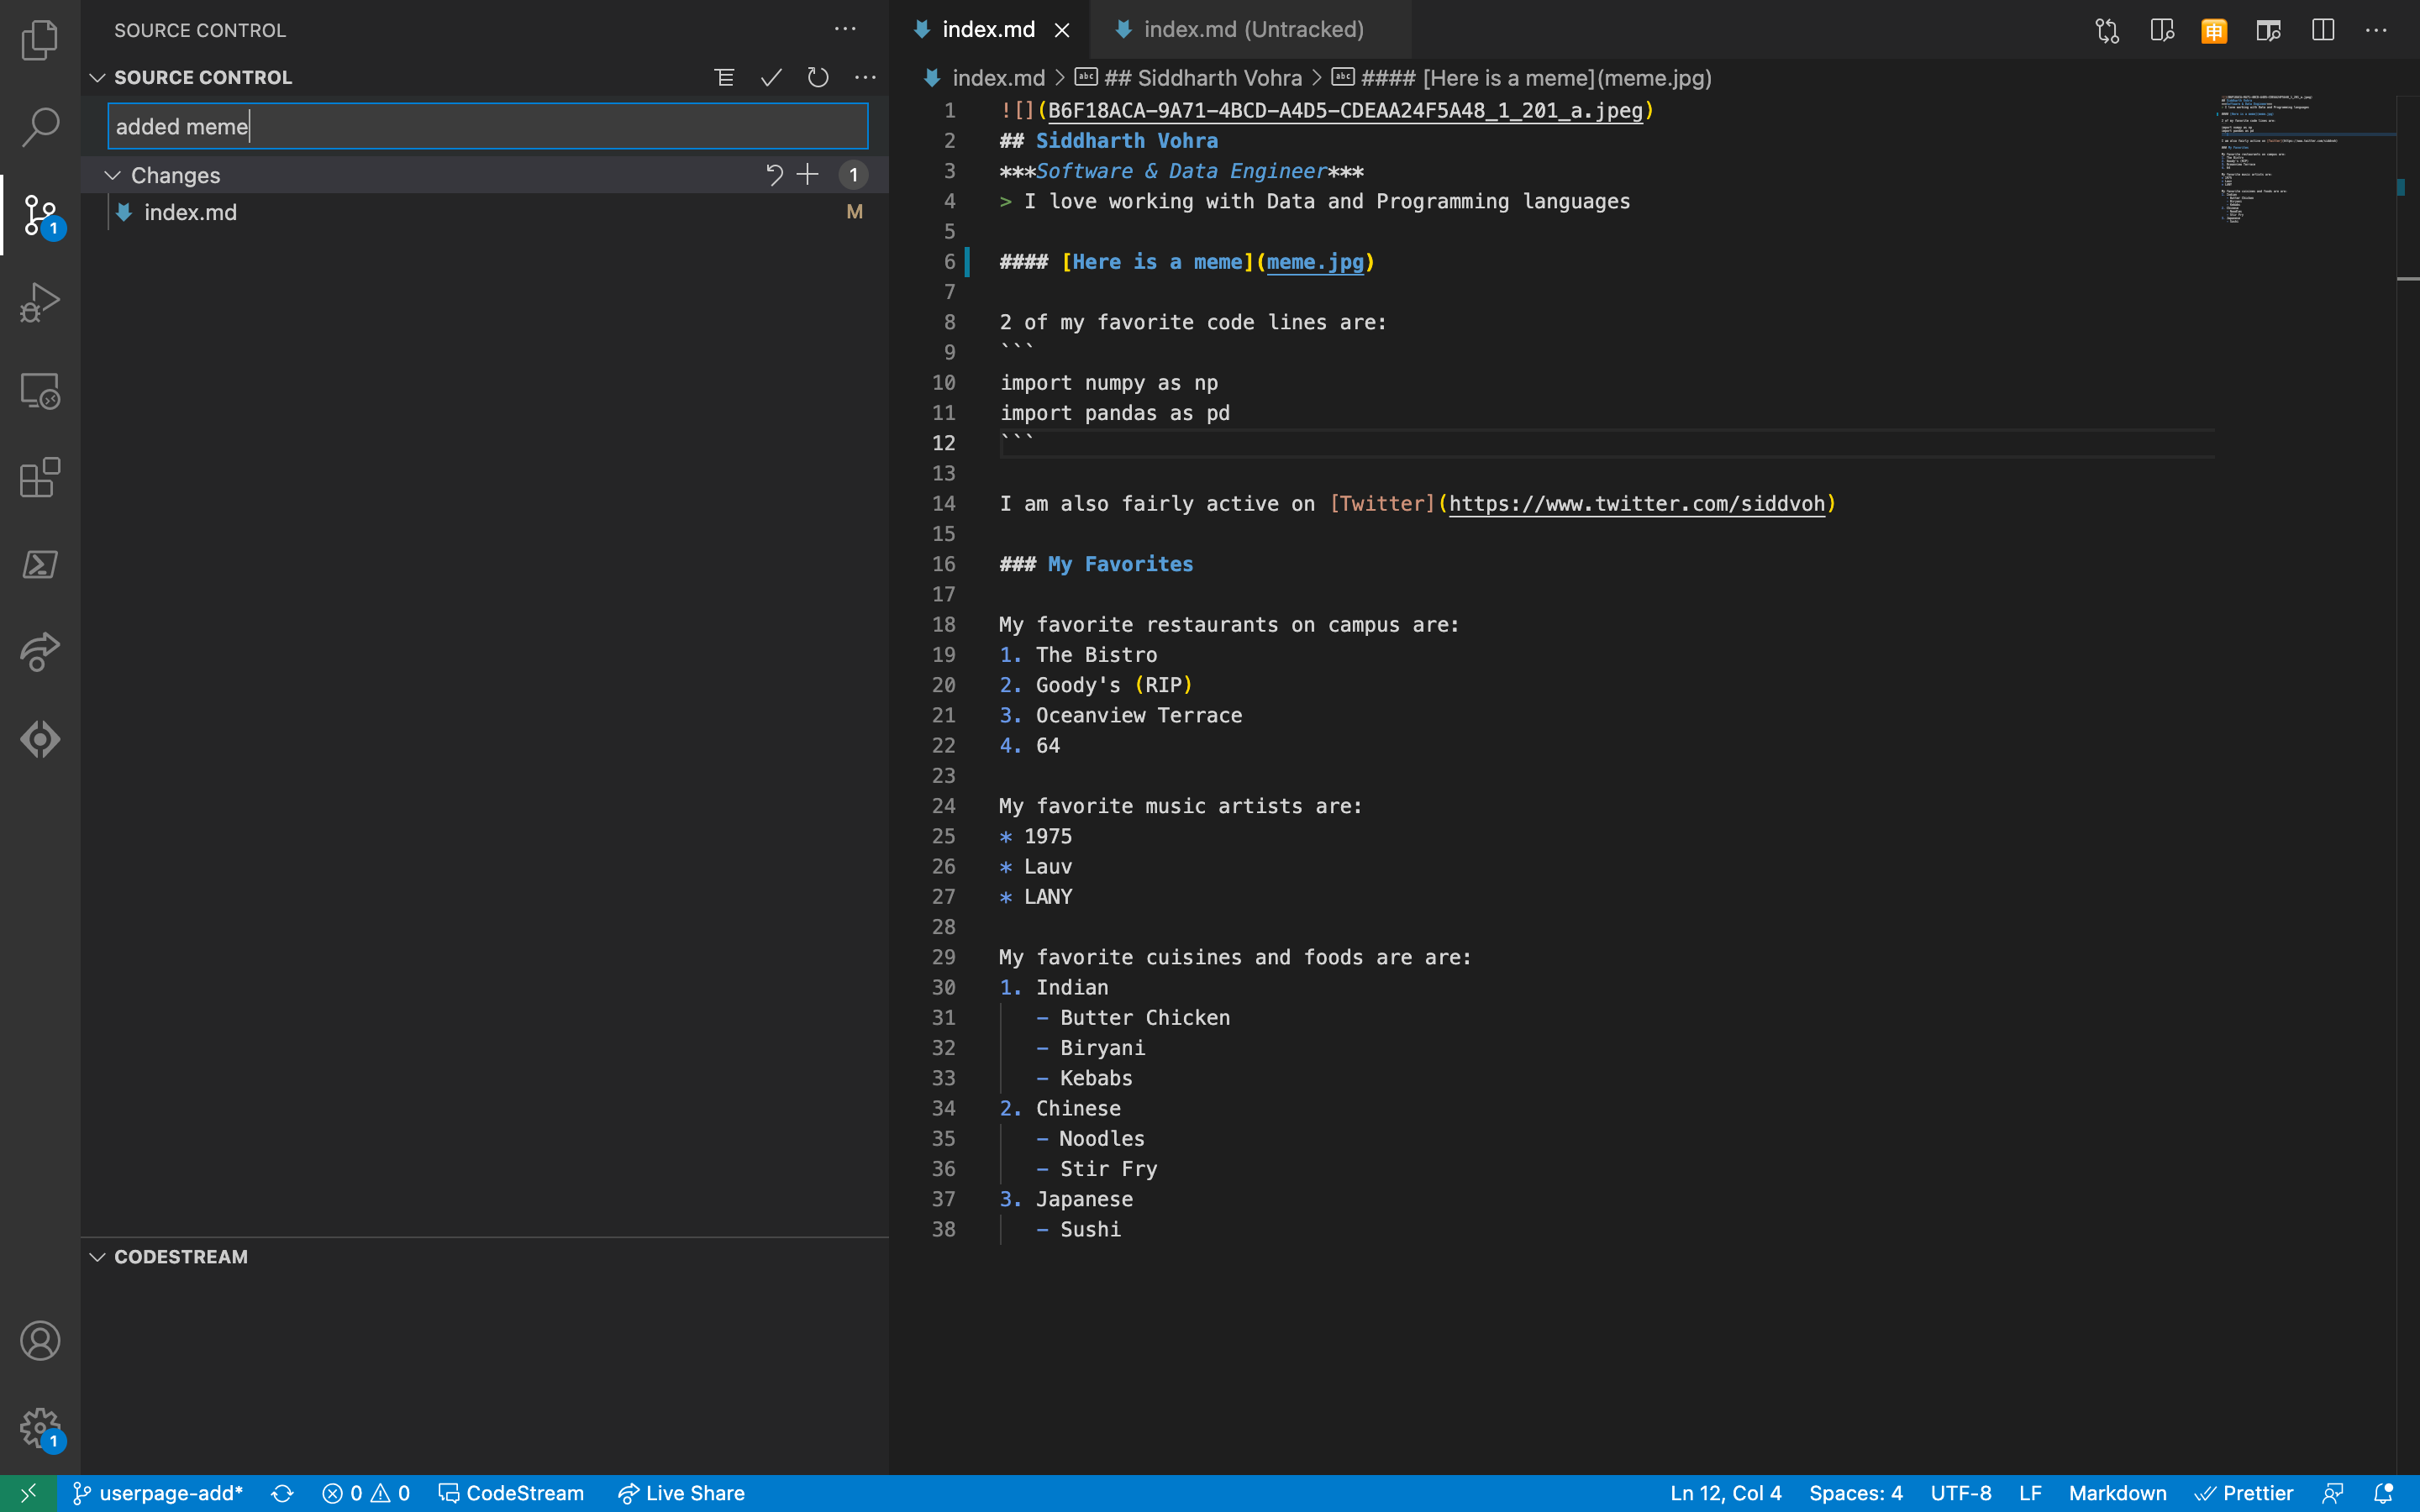 SOURCE CONTROL
SOURCE CONTROL
added meme
Changes
1
index.md
M
1
CODESTREAM
1
index.md
index.md (Untracked)
申
index.md > ## Siddharth Vohra > #### [Here is a meme](meme.jpg)
1 ![](B6F18ACA-9A71-4BCD-A4D5-CDEAA24F5A48_1_201_a.jpeg)
2 ## Siddharth Vohra
3 ***Software & Data Engineer***
4 > I love working with Data and Programming languages
5
6 #### [Here is a meme](meme.jpg)
7
8 2 of my favorite code lines are:
9 ```
10 import numpy as np
11 import pandas as pd
12 ```
13
14 I am also fairly active on [Twitter](https://www.twitter.com/siddvoh)
15
16 ### My Favorites
17
18 My favorite restaurants on campus are:
19 1. The Bistro
20 2. Goody's (RIP)
21 3. Oceanview Terrace
22 4. 64
23
24 My favorite music artists are:
25 * 1975
26 * Lauv
27 * LANY
28
29 My favorite cuisines and foods are are:
30 1. Indian
31 - Butter Chicken
32 - Biryani
33 - Kebabs
34 2. Chinese
35 - Noodles
36 - Stir Fry
37 3. Japanese
38 - Sushi
userpage-add* 0 0 CodeStream Live Share Ln 12, Col 4 Spaces: 4 UTF-8 LF Markdown Prettier